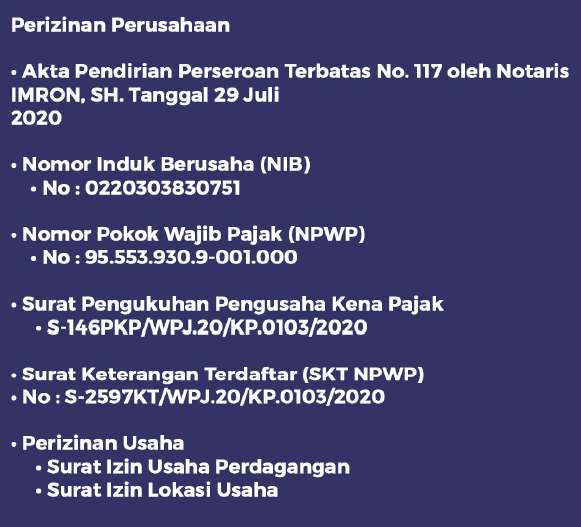 Perizinan Perusahaan
• Akta Pendirian Perseroan Terbatas No. 117 oleh Notaris
IMRON, SH. Tanggal 29 Juli
2020
• Nomor Induk Berusaha (NIB)
• No : 0220303830751
• Nomor Pokok Wajib Pajak (NPWP)
• No : 95.553.930.9-001.000
• Surat Pengukuhan Pengusaha Kena Pajak
• S-146PKP/WPJ.20/KP.0103/2020
• Surat Keterangan Terdaftar (SKT NPWP)
• No : S-2597KT/WPJ.20/KP.0103/2020
• Perizinan Usaha
• Surat Izin Usaha Perdagangan
• Surat Izin Lokasi Usaha